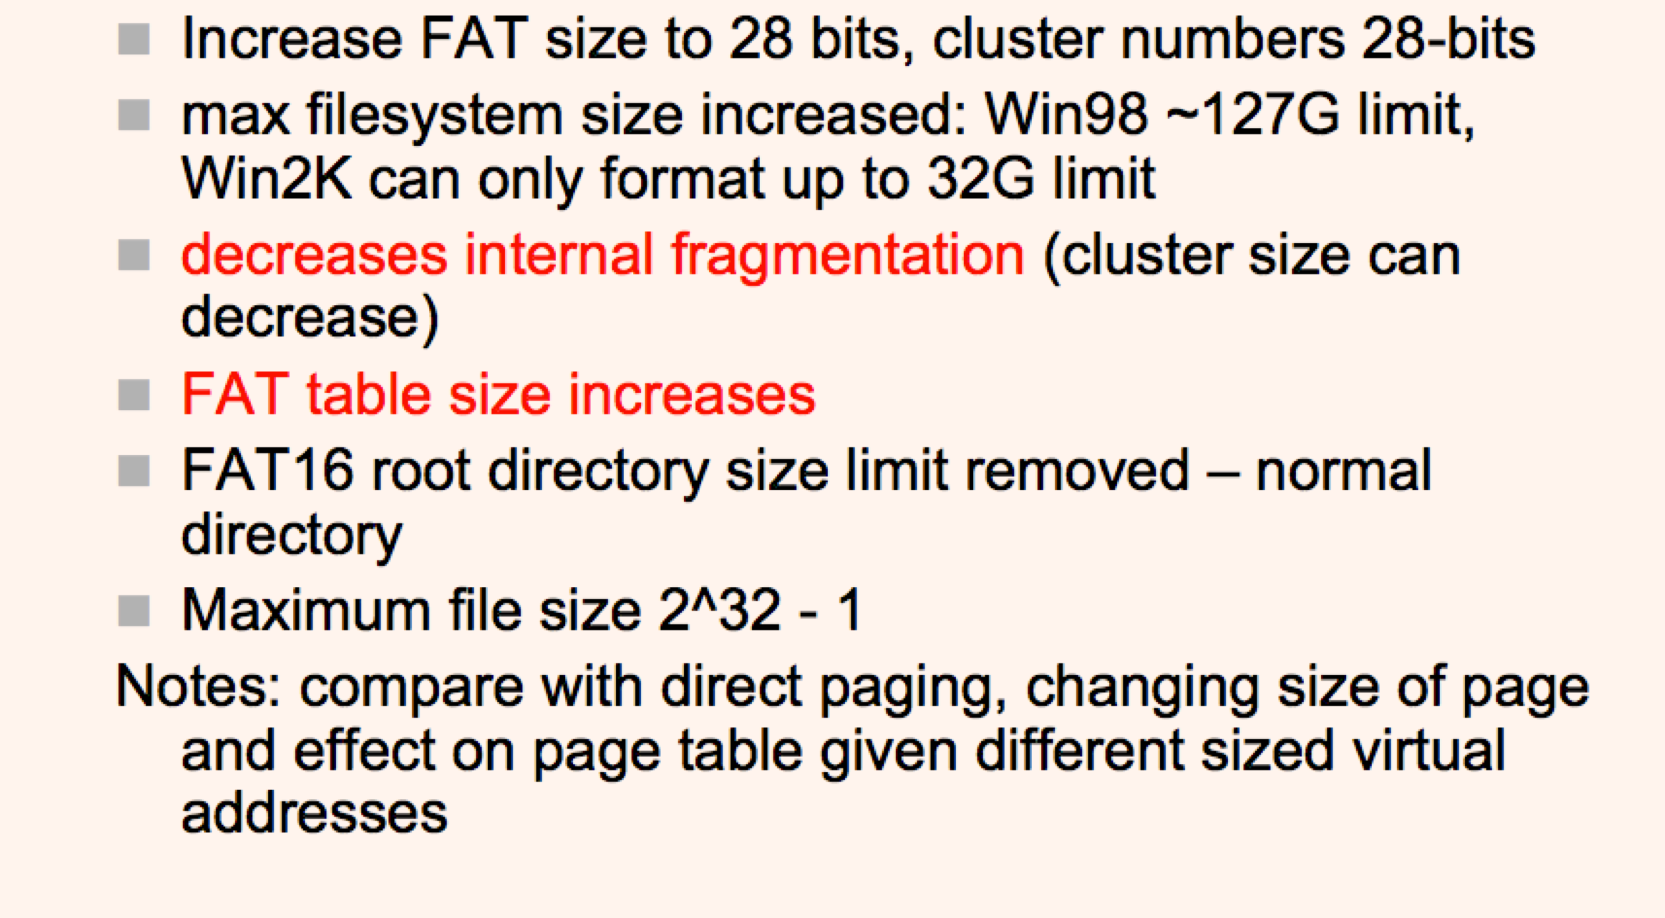 Increase FAT size to 28 bits, cluster numbers 28-bits
max filesystem size increased: Win98 ~127G limit,
Win2K can only format up to 32G limit
decreases internal fragmentation (cluster size can
decrease)
FAT table size increases
FAT16 root directory size limit removed – normal
directory
Maximum file size 2^32 - 1
Notes: compare with direct paging, changing size of page
and effect on page table given different sized virtual
addresses